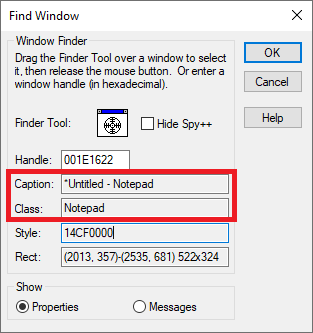 Find Window
Window Finder
Drag the Finder Tool over a window to select
it, then release the mouse button. Or enter a
window handle (in hexadecimal).
Finder Tool:
Hide Spy++
Handle: 001E1622
Caption: *Untitled - Notepad
Class: Notepad
Style: 14CF0000
Rect: (2013, 357)-(2535, 681) 522x324
Show
Properties
Messages
OK
Cancel
Help